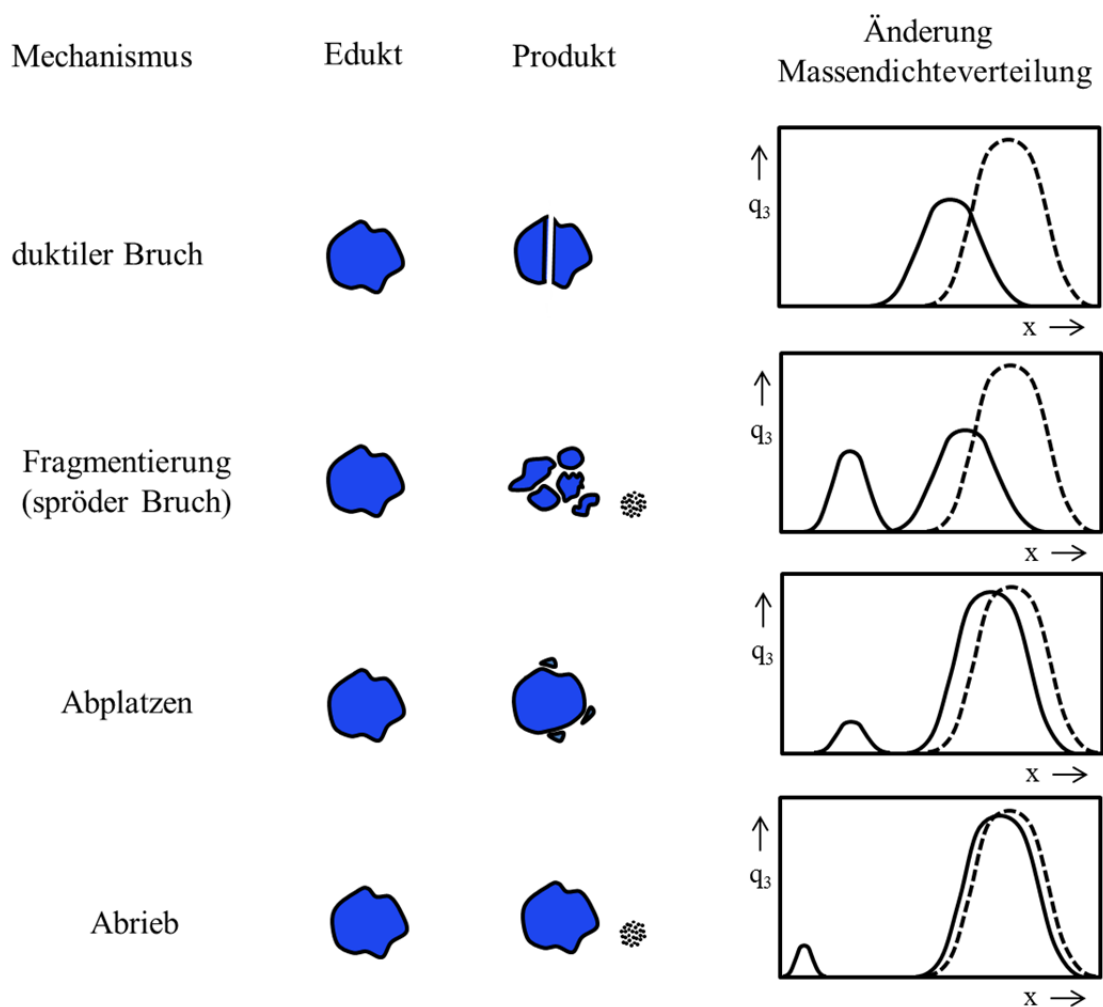 Mechanismus Edukt Produkt Änderung
Massendichteverteilung
duktiler Bruch
q₃
x
Fragmentierung
(spröder Bruch)
q₃
x
Abplatzen
q₃
x
Abrieb
q₃
x